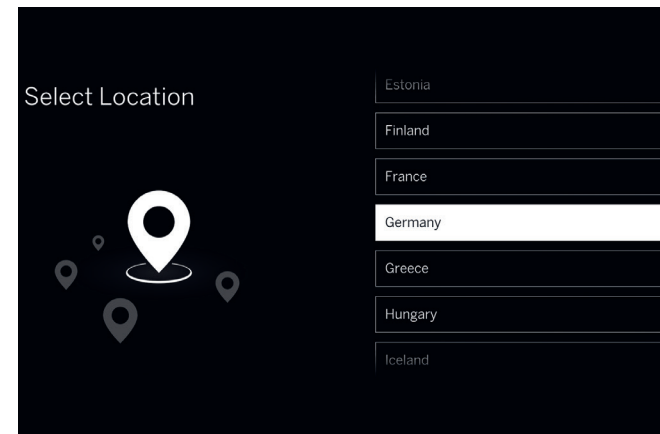 Select Location
Estonia
Finland
France
Germany
Greece
Hungary
Iceland